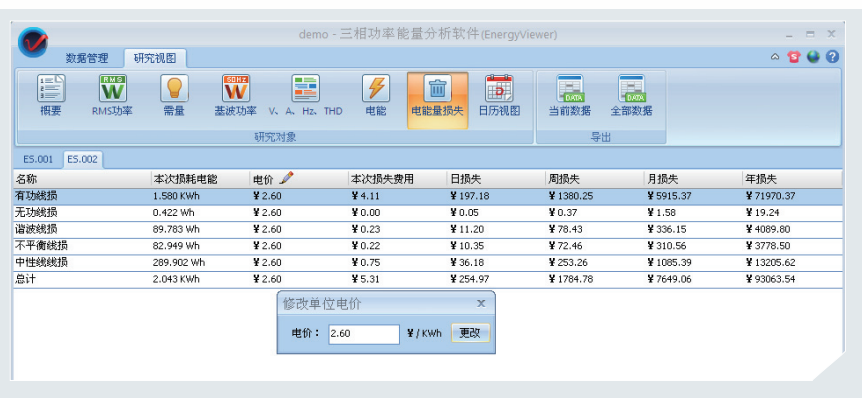 demo - 三相功率能量分析软件(EnergyViewer)
数据管理 研究视图
概要 RMS功率 需量 基波功率 V、A、Hz、THD 电能 电能量损失 日历视图 当前数据 全部数据
研究对象 导出
ES.001 ES.002
名称 本次损耗电能 电价 本次损失费用 日损失 周损失 月损失 年损失
有功线损 1.580 KWh ¥ 2.60 ¥ 4.11 ¥ 197.18 ¥ 1380.25 ¥ 5915.37 ¥ 71970.37
无功线损 0.422 Wh ¥ 2.60 ¥ 0.00 ¥ 0.05 ¥ 0.37 ¥ 1.58 ¥ 19.24
谐波线损 89.783 Wh ¥ 2.60 ¥ 0.23 ¥ 11.20 ¥ 78.43 ¥ 336.15 ¥ 4089.80
不平衡线损 82.949 Wh ¥ 2.60 ¥ 0.22 ¥ 10.35 ¥ 72.46 ¥ 310.56 ¥ 3778.50
中性线线损 289.902 Wh ¥ 2.60 ¥ 0.75 ¥ 36.18 ¥ 253.26 ¥ 1085.39 ¥ 13205.62
总计 2.043 KWh ¥ 2.60 ¥ 5.31 ¥ 254.97 ¥ 1784.78 ¥ 7649.06 ¥ 93063.54
修改单位电价 x
电价： 2.60 ¥ / KWh 更改